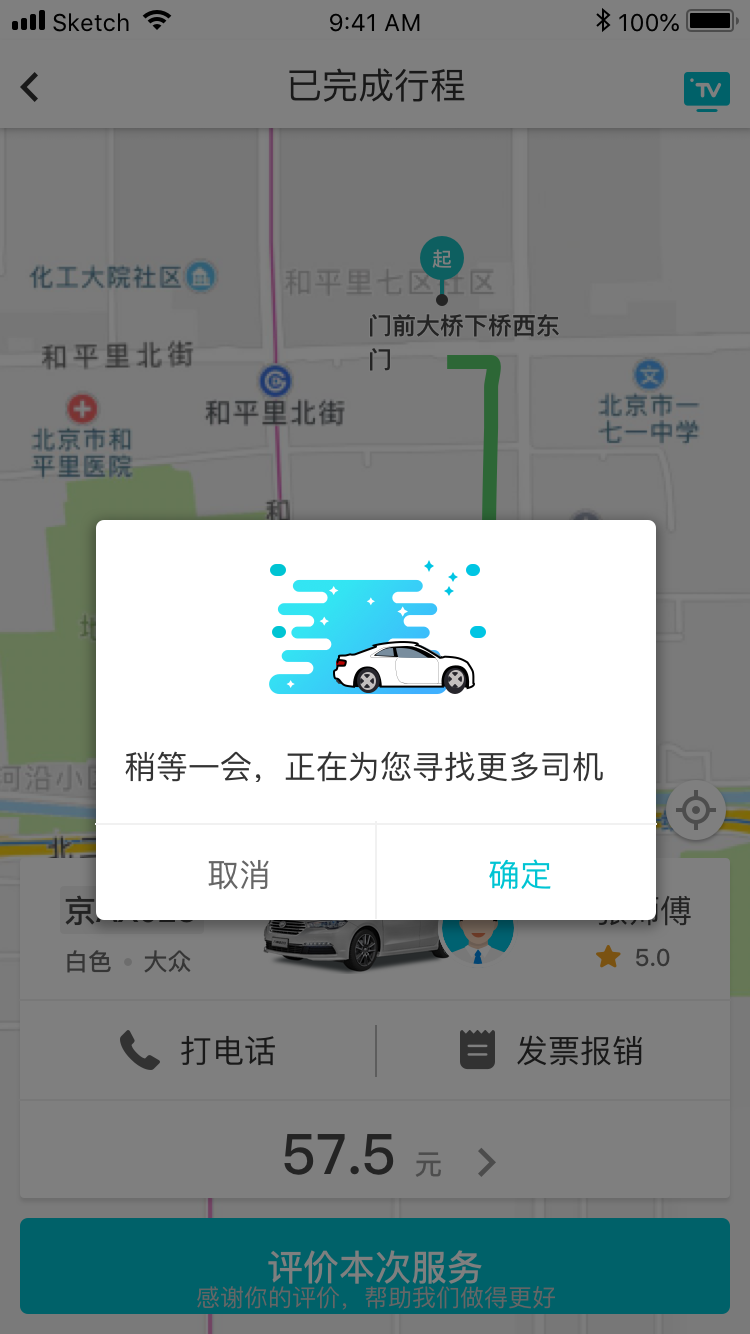 Sketch 9:41 AM 100%
已完成行程
TV
起
化工大院社区
和平里七区社区
门前大桥下桥西东
门
和平里北街
和平里北街
文
北京市一
七一中学
北京市和
平里医院
和
地
河沿小区
稍等一会，正在为您寻找更多司机
取消 确定
京
师傅
白色 大众
5.0
打电话 发票报销
57.5 元
评价本次服务
感谢你的评价，帮助我们做得更好